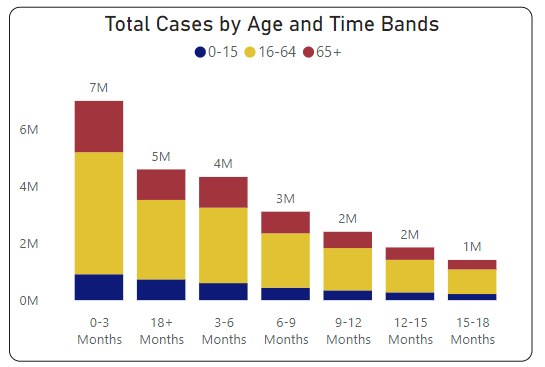 Total Cases by Age and Time Bands
0-15 16-64 65+
7M
5M
4M
3M
2M
2M
1M
6M
4M
2M
0M
0-3 Months
18+ Months
3-6 Months
6-9 Months
9-12 Months
12-15 Months
15-18 Months